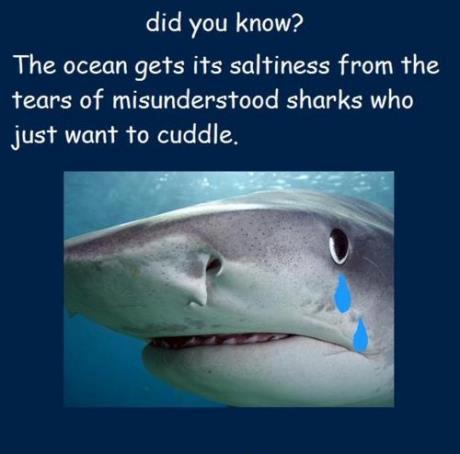 did you know?
The ocean gets its saltiness from the
tears of misunderstood sharks who
just want to cuddle.